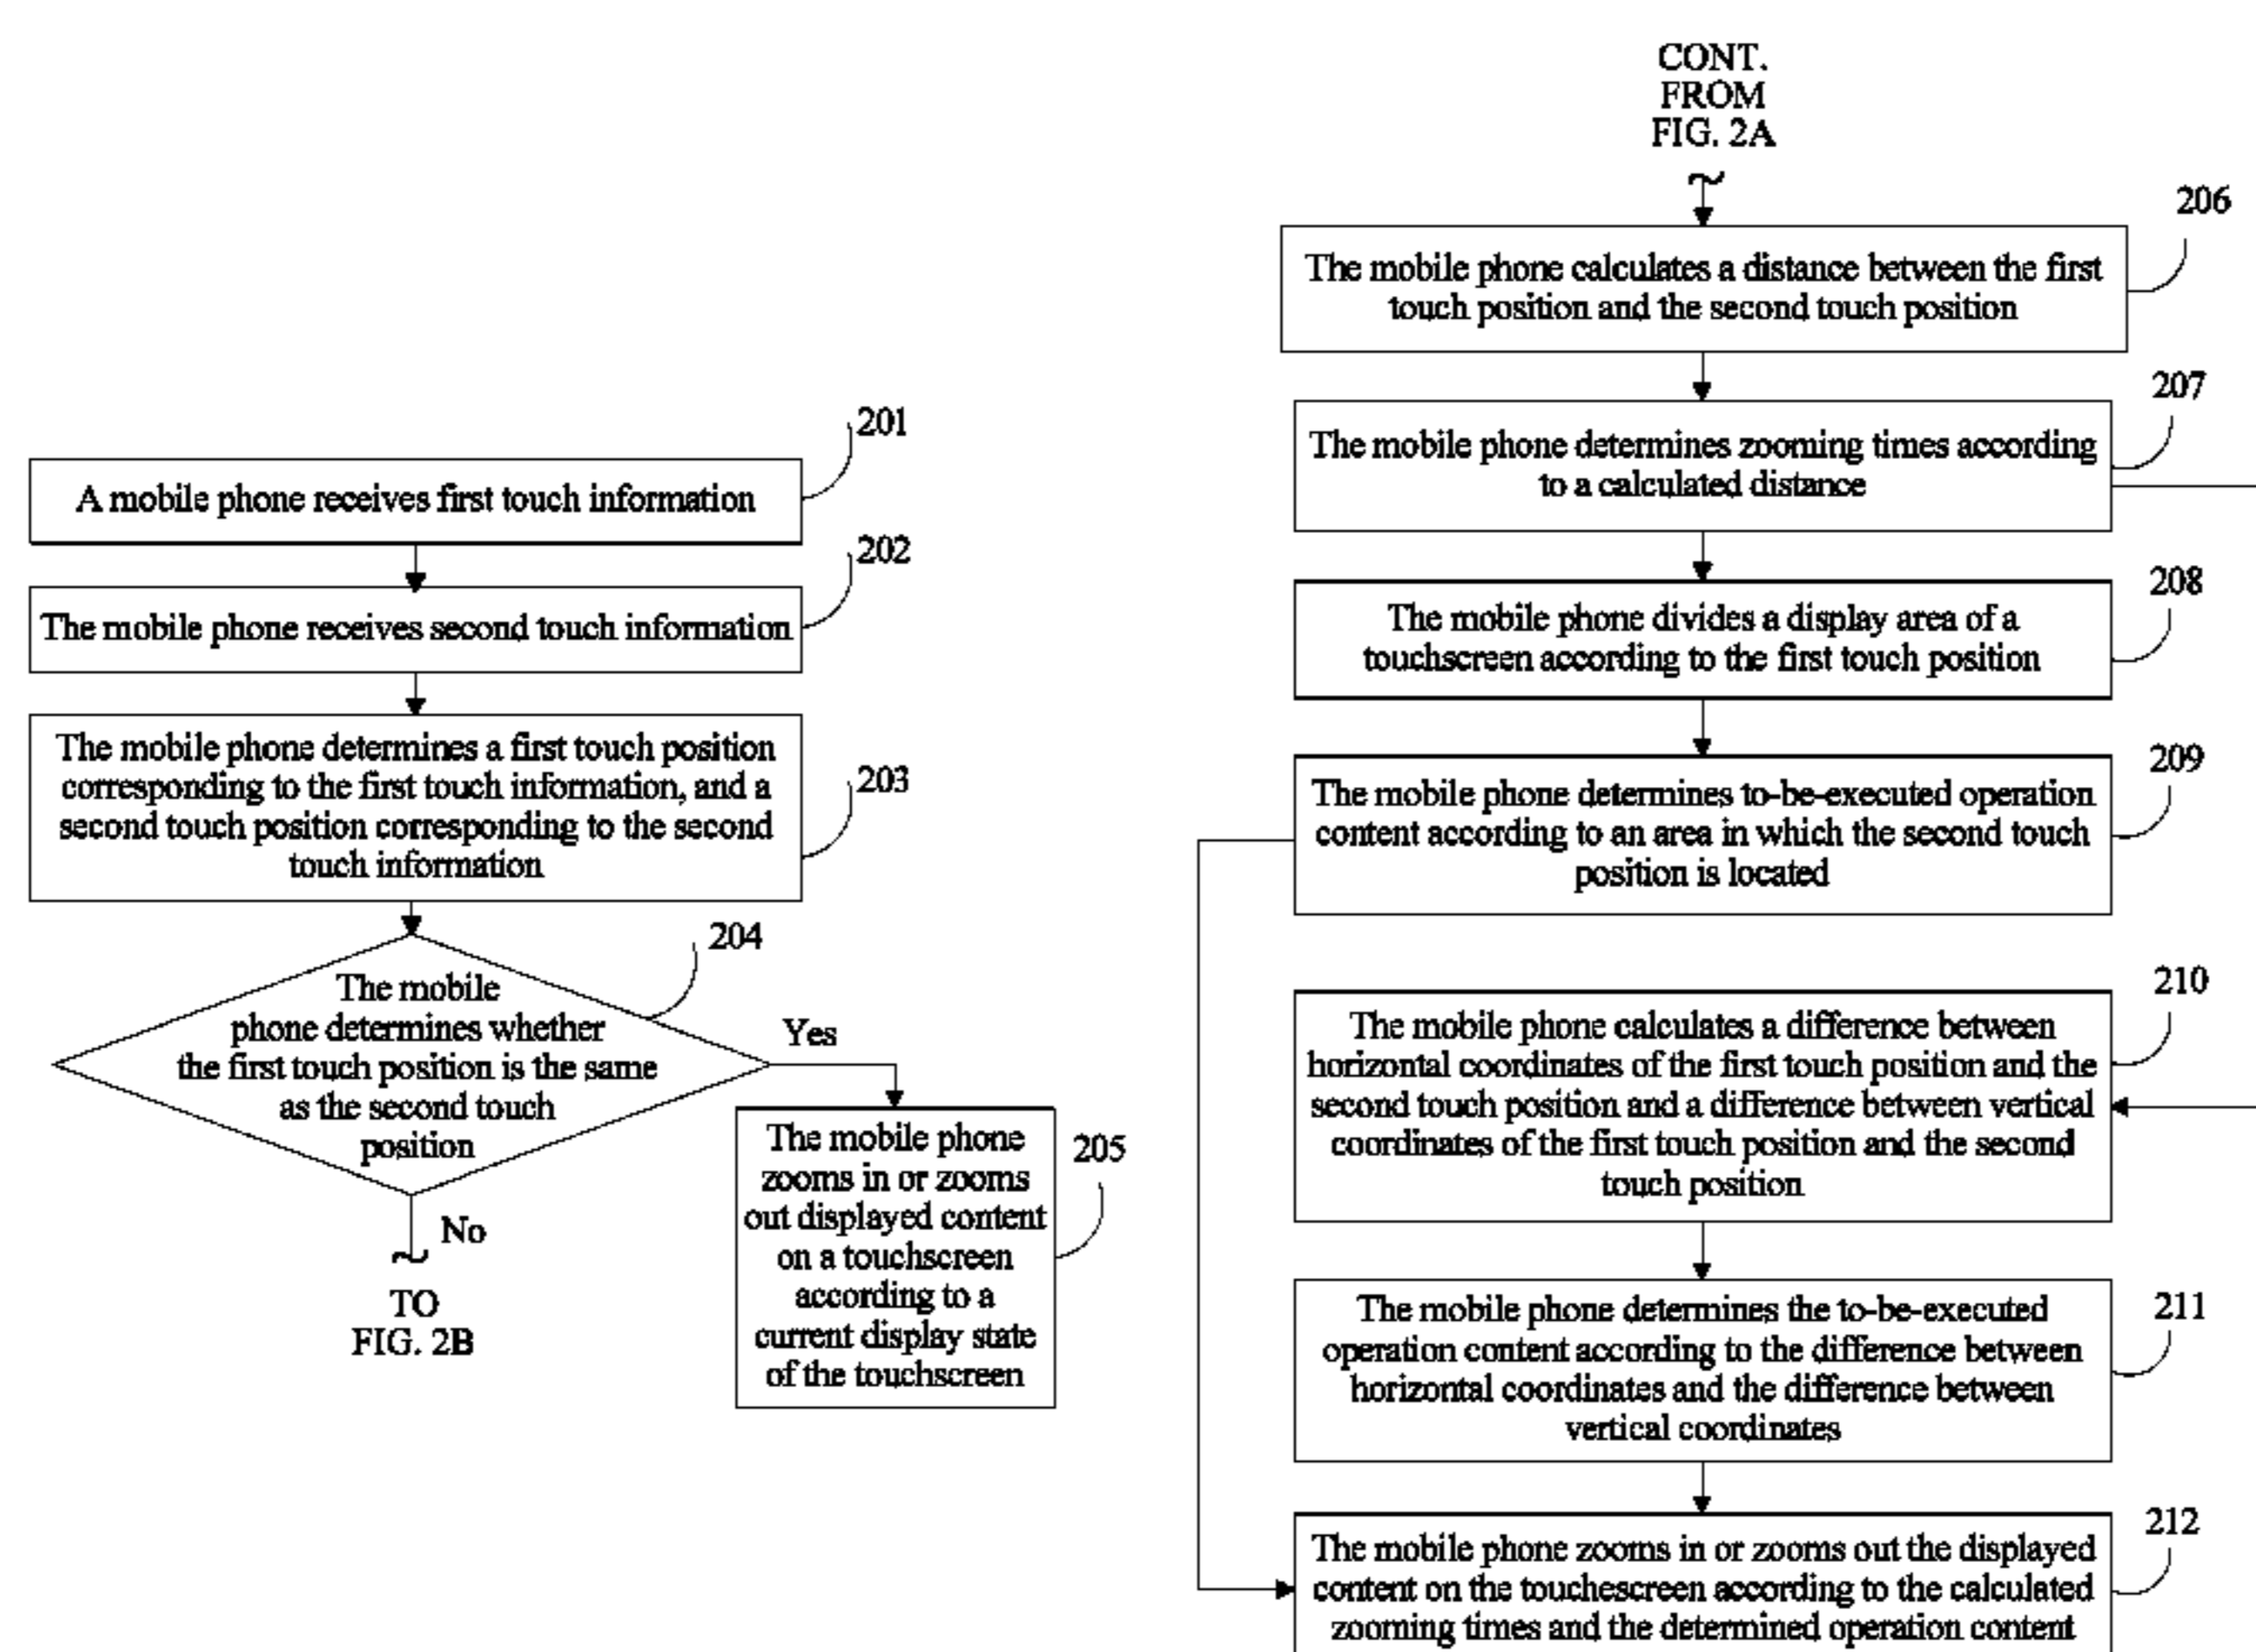 201
A mobile phone receives first touch information
202
The mobile phone receives second touch information
203
The mobile phone determines a first touch position
corresponding to the first touch information, and a
second touch position corresponding to the second
touch information
204
The mobile
phone determines whether
the first touch position is the same
as the second touch
position
Yes
No
TO
FIG. 2B
205
The mobile phone
zooms in or zooms
out displayed content
on a touchscreen
according to a
current display state
of the touchscreen
CONT.
FROM
FIG. 2A
206
The mobile phone calculates a distance between the first
touch position and the second touch position
207
The mobile phone determines zooming times according
to a calculated distance
208
The mobile phone divides a display area of a
touchscreen according to the first touch position
209
The mobile phone determines to-be-executed operation
content according to an area in which the second touch
position is located
210
The mobile phone calculates a difference between
horizontal coordinates of the first touch position and the
second touch position and a difference between vertical
coordinates of the first touch position and the second
touch position
211
The mobile phone determines the to-be-executed
operation content according to the difference between
horizontal coordinates and the difference between
vertical coordinates
212
The mobile phone zooms in or zooms out the displayed
content on the touchescreen according to the calculated
zooming times and the determined operation content